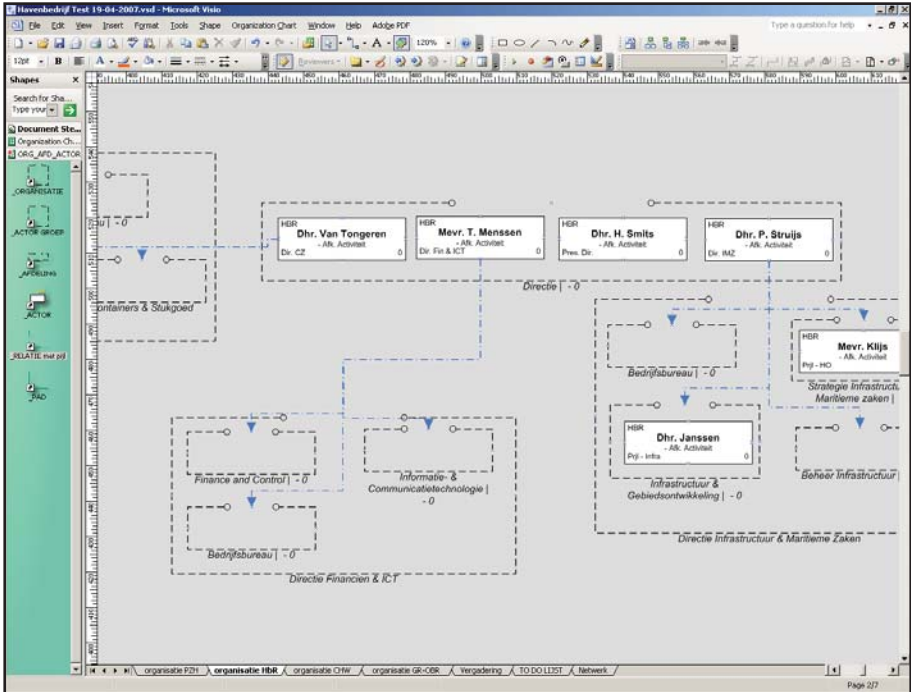 Havenbedrijf Test 19-04-2007.vsd - Microsoft Visio
File Edit View Insert Format Tools Shape Organization Chart Window Help Adobe PDF
Type a question for help
120%
12pt
B
Reviewers
Shapes
Search for Sha...
Type your
Document Ste...
Organization Ch...
ORG_AFD_ACTOR
_ORGANISATIE
_ACTOR GROEP
_AFDELING
_ACTOR
_RELATIE met pijl
_PAD
HBR
Dhr. Van Tongeren
- Afk. Activiteit
Dir. CZ 0
HBR
Mevr. T. Menssen
- Afk. Activiteit
Dir. Fin & ICT 0
HBR
Dhr. H. Smits
- Afk. Activiteit
Pres. Dir. 0
HBR
Dhr. P. Struijs
- Afk. Activiteit
Dir. IMZ 0
Directie | - 0
u | - 0
ontainers & Stukgoed
Bedrijfsbureau | - 0
HBR
Mevr. Klijs
- Afk. Activiteit
Prjl - HO
Strategie Infrastructu
Maritieme zaken |
HBR
Dhr. Janssen
- Afk. Activiteit
Prjl - Infra 0
Infrastructuur &
Gebiedsontwikkeling | - 0
Beheer Infrastructuur |
Directie Infrastructuur & Maritieme Zaken
Finance and Control | - 0
Informatie- &
Communicatietechnologie |
- 0
Bedrijfsbureau | - 0
Directie Financien & ICT
organisatie PZH organisatie HbR organisatie CHW organisatie GR-OBR Vergadering TO DO LIJST Netwerk
Page 2/7